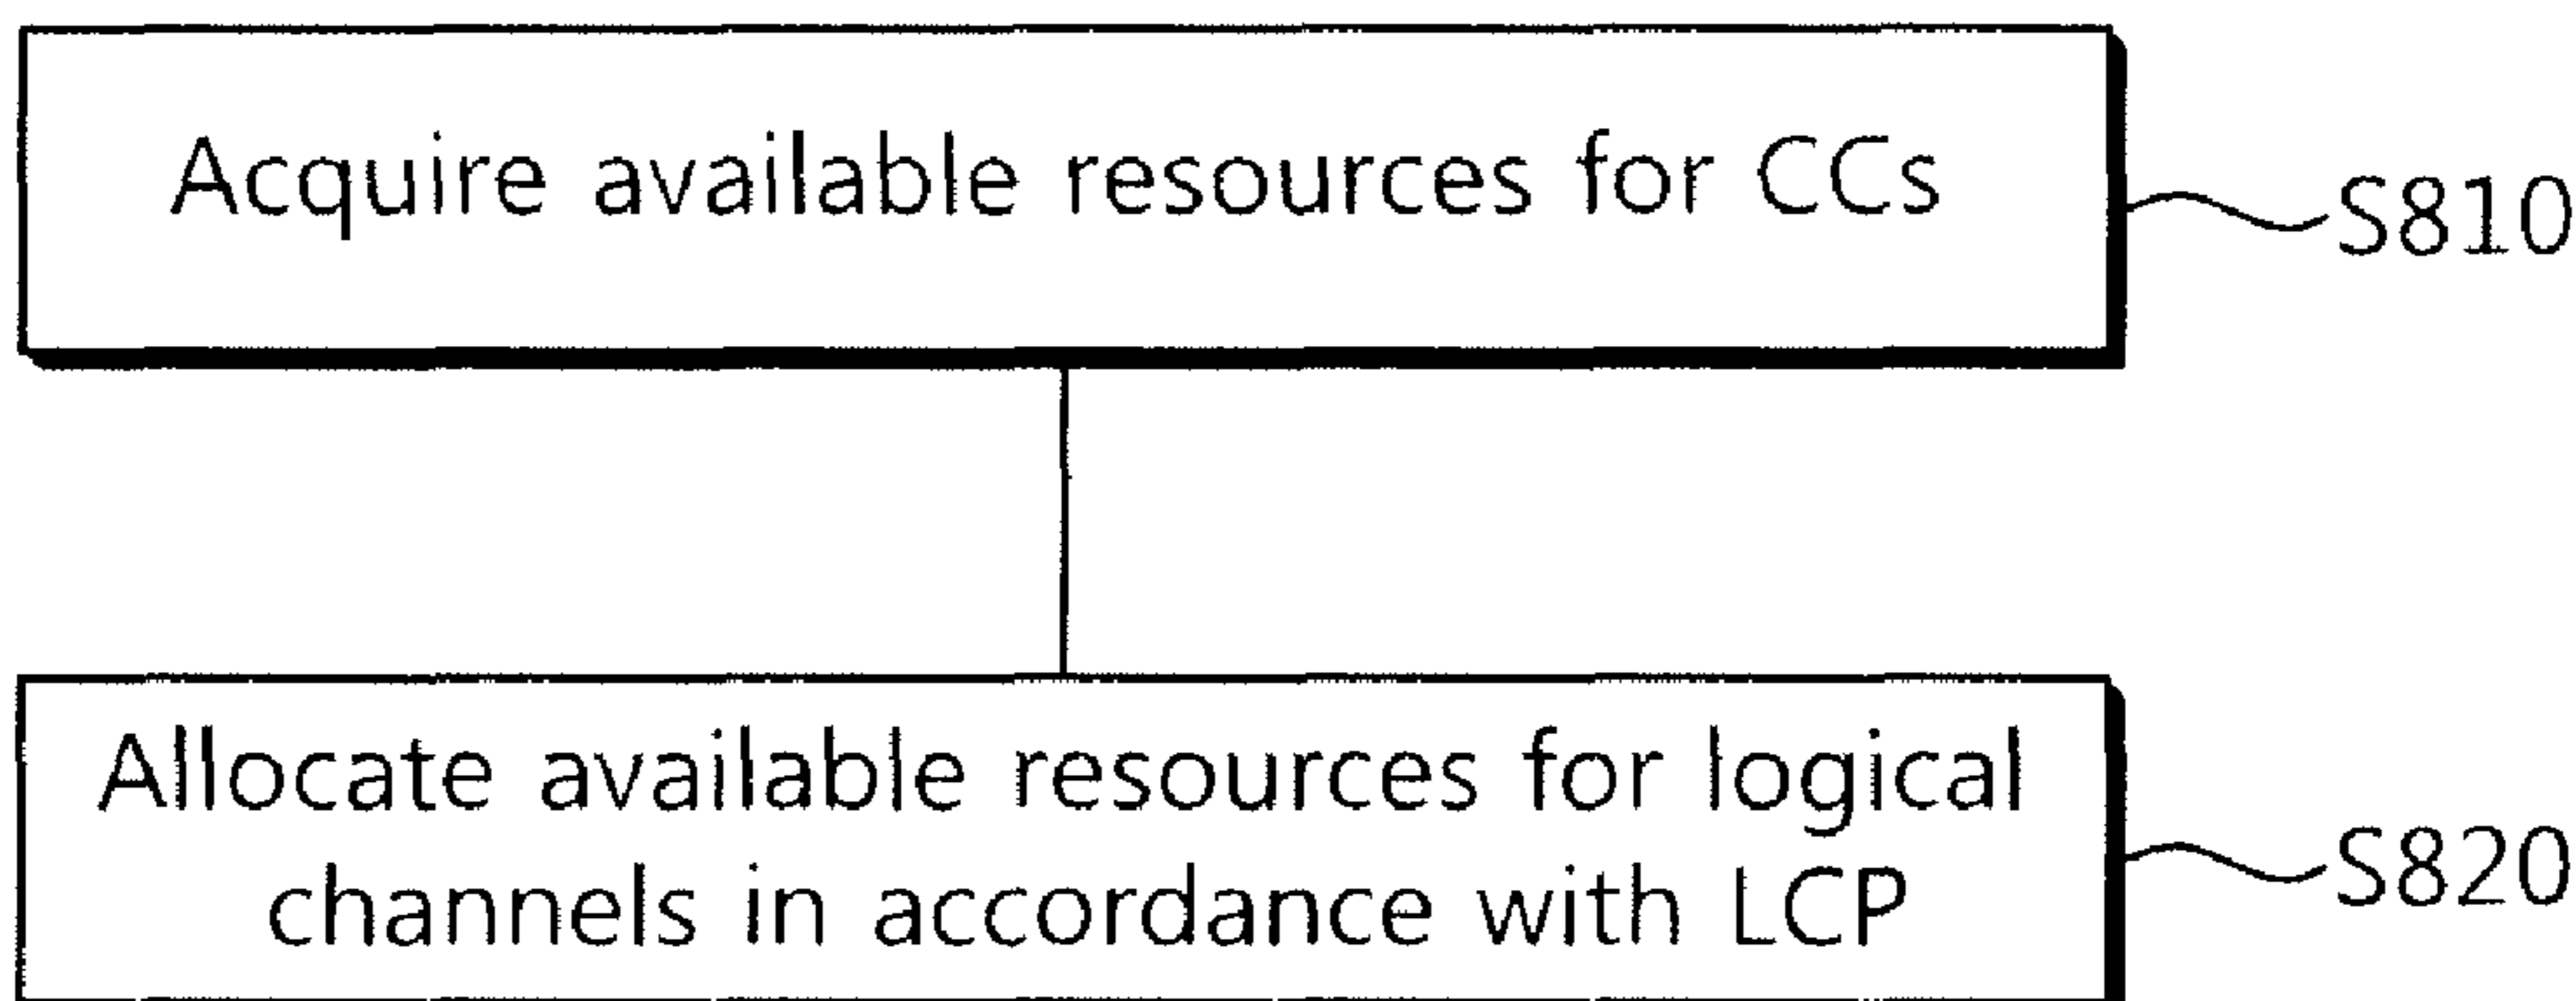 Acquire available resources for CCs
S810
Allocate available resources for logical
channels in accordance with LCP
S820